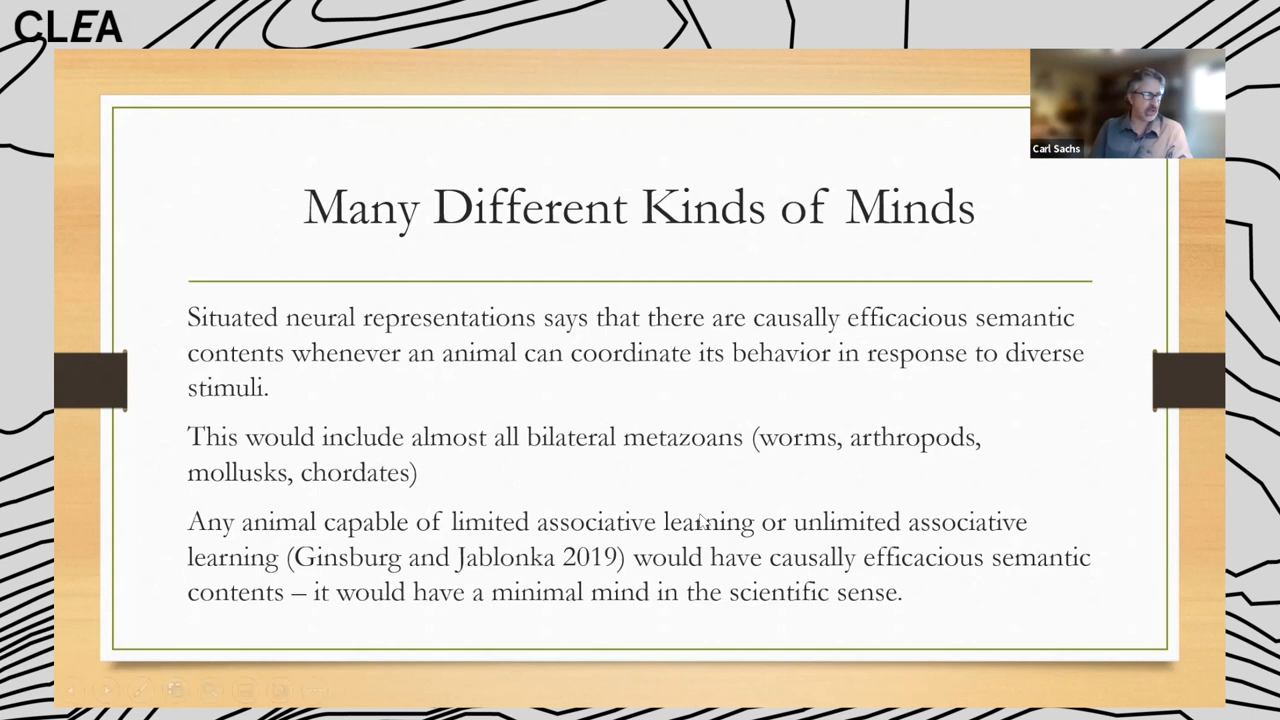 CLEA
Carl Sachs
Many Different Kinds of Minds
Situated neural representations says that there are causally efficacious semantic
contents whenever an animal can coordinate its behavior in response to diverse
stimuli.
This would include almost all bilateral metazoans (worms, arthropods,
mollusks, chordates)
Any animal capable of limited associative learning or unlimited associative
learning (Ginsburg and Jablonka 2019) would have causally efficacious semantic
contents – it would have a minimal mind in the scientific sense.